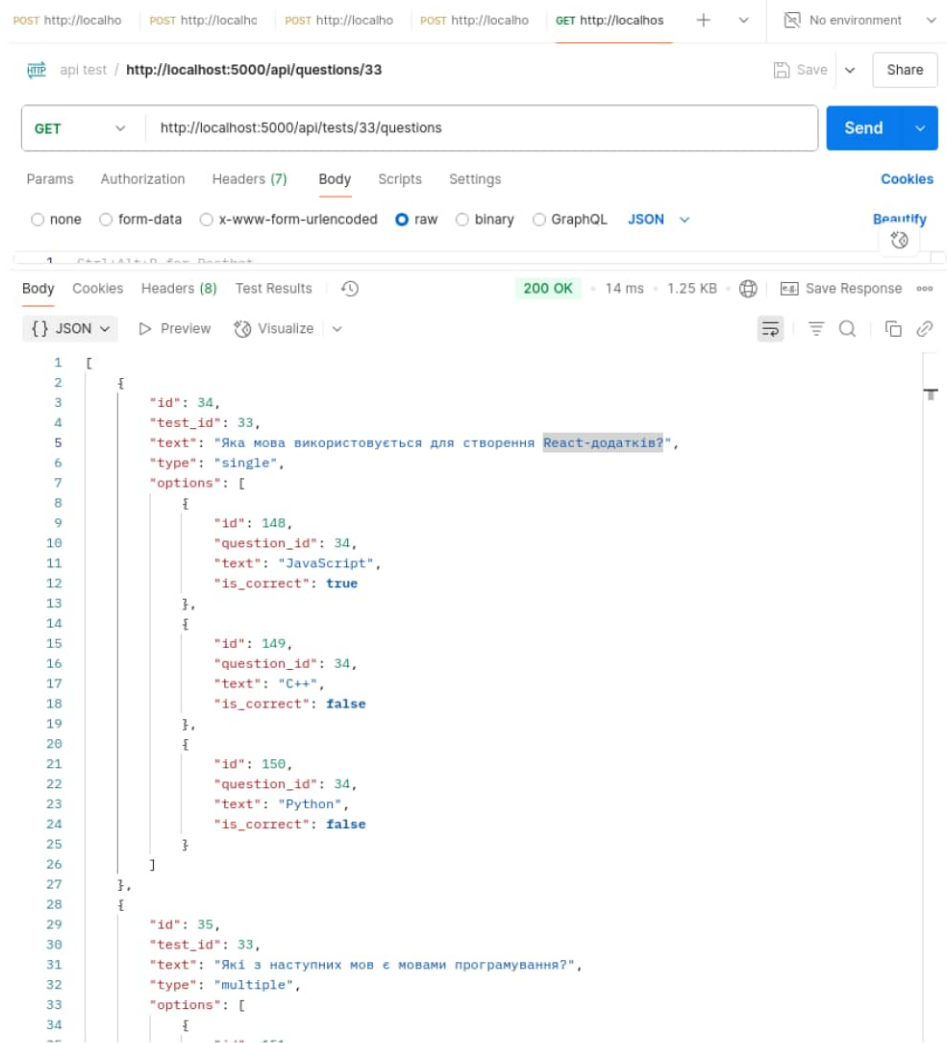 POST http://localho POST http://localhc POST http://localho POST http://localho GET http://localhos No environment
HTTP api test / http://localhost:5000/api/questions/33 Save Share
GET http://localhost:5000/api/tests/33/questions Send
Params Authorization Headers (7) Body Scripts Settings Cookies
none form-data x-www-form-urlencoded raw binary GraphQL JSON Beautify
1 Ctrl+Alt+P for Postbot
Body Cookies Headers (8) Test Results 200 OK • 14 ms • 1.25 KB e.g. Save Response
{} JSON Preview Visualize
1 [
2 {
3 "id": 34,
4 "test_id": 33,
5 "text": "Яка мова використовується для створення React-додатків?",
6 "type": "single",
7 "options": [
8 {
9 "id": 148,
10 "question_id": 34,
11 "text": "JavaScript",
12 "is_correct": true
13 },
14 {
15 "id": 149,
16 "question_id": 34,
17 "text": "C++",
18 "is_correct": false
19 },
20 {
21 "id": 150,
22 "question_id": 34,
23 "text": "Python",
24 "is_correct": false
25 }
26 ]
27 },
28 {
29 "id": 35,
30 "test_id": 33,
31 "text": "Які з наступних мов є мовами програмування?",
32 "type": "multiple",
33 "options": [
34 {